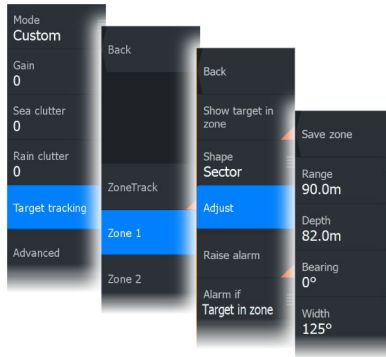 Mode
Custom
Gain
0
Sea clutter
0
Rain clutter
0
Target tracking
Advanced
Back
ZoneTrack
Zone 1
Zone 2
Back
Show target in
zone
Shape
Sector
Adjust
Raise alarm
Alarm if
Target in zone
Save zone
Range
90.0m
Depth
82.0m
Bearing
0°
Width
125°